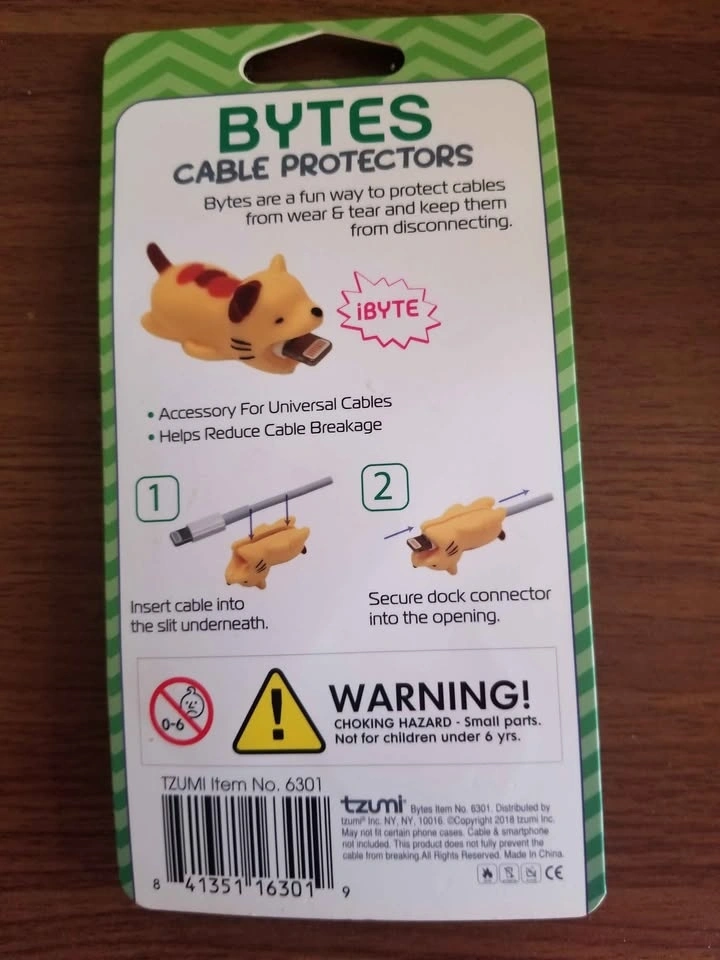 BYTES
CABLE PROTECTORS
Bytes are a fun way to protect cables
from wear & tear and keep them
from disconnecting.
iBYTE
• Accessory For Universal Cables
• Helps Reduce Cable Breakage
1
2
Insert cable into
the slit underneath.
Secure dock connector
into the opening.
0-6
WARNING!
CHOKING HAZARD - Small parts.
Not for children under 6 yrs.
TZUMI Item No. 6301
8 41351 16301 9
tzumi® Bytes Item No. 6301. Distributed by
tzumi® Inc. NY, NY, 10016. ©Copyright 2018 tzumi Inc.
May not fit certain phone cases. Cable & smartphone
not included. This product does not fully prevent the
cable from breaking.All Rights Reserved. Made In China.
CE